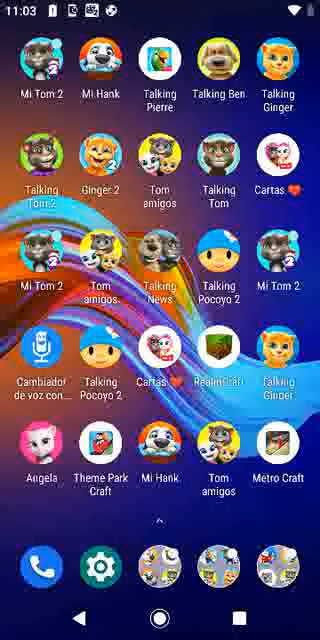 11:03
Mi Tom 2
Mi Hank
Talking
Pierre
Talking Ben
Talking
Ginger
Talking
Tom 2
Ginger 2
Tom
amigos
Talking
Tom
Cartas ❤️
Mi Tom 2
Tom
amigos
Talking
News
Talking
Pocoyo 2
Mi Tom 2
Cambiador
de voz con...
Talking
Pocoyo 2
Cartas ❤️
RealmCraft
Talking
Ginger
Angela
Theme Park
Craft
Mi Hank
Tom
amigos
Metro Craft